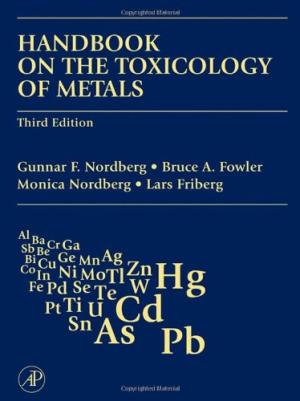 HANDBOOK
ON THE TOXICOLOGY
OF METALS
Third Edition
Gunnar F. Nordberg • Bruce A. Fowler
Monica Nordberg • Lars Friberg
Al Ba Cr Ga
Sb Be Ge Mn Ag
Bi Cu Ni Mo Tl Zn Hg
Co In
Fe Pd Se Te W
Pt Ti U Cd
Sn As Pb
AP